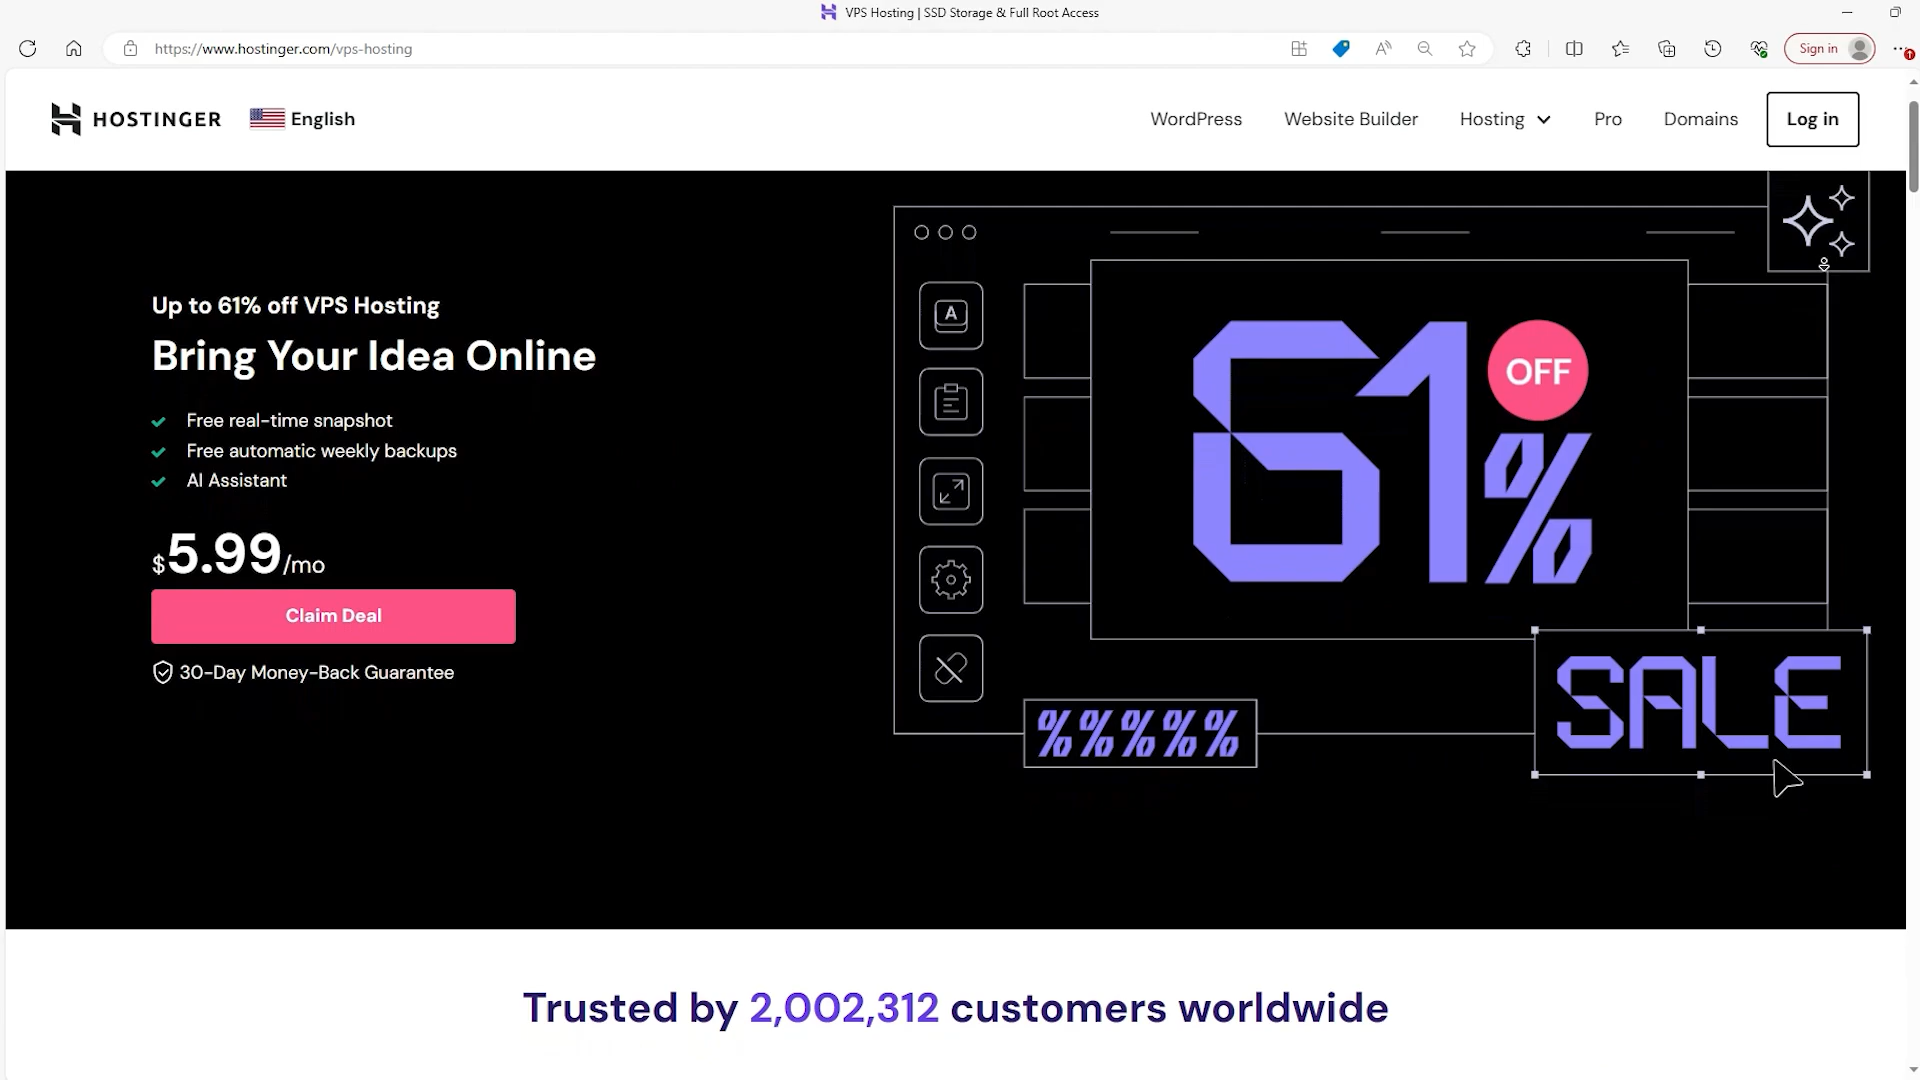 VPS Hosting | SSD Storage & Full Root Access
https://www.hostinger.com/vps-hosting
Sign in
HOSTINGER
English
WordPress
Website Builder
Hosting
Pro
Domains
Log in
Up to 61% off VPS Hosting
Bring Your Idea Online
Free real-time snapshot
Free automatic weekly backups
AI Assistant
$5.99/mo
Claim Deal
30-Day Money-Back Guarantee
A
61%
OFF
%%%%%
SALE
Trusted by 2,002,312 customers worldwide